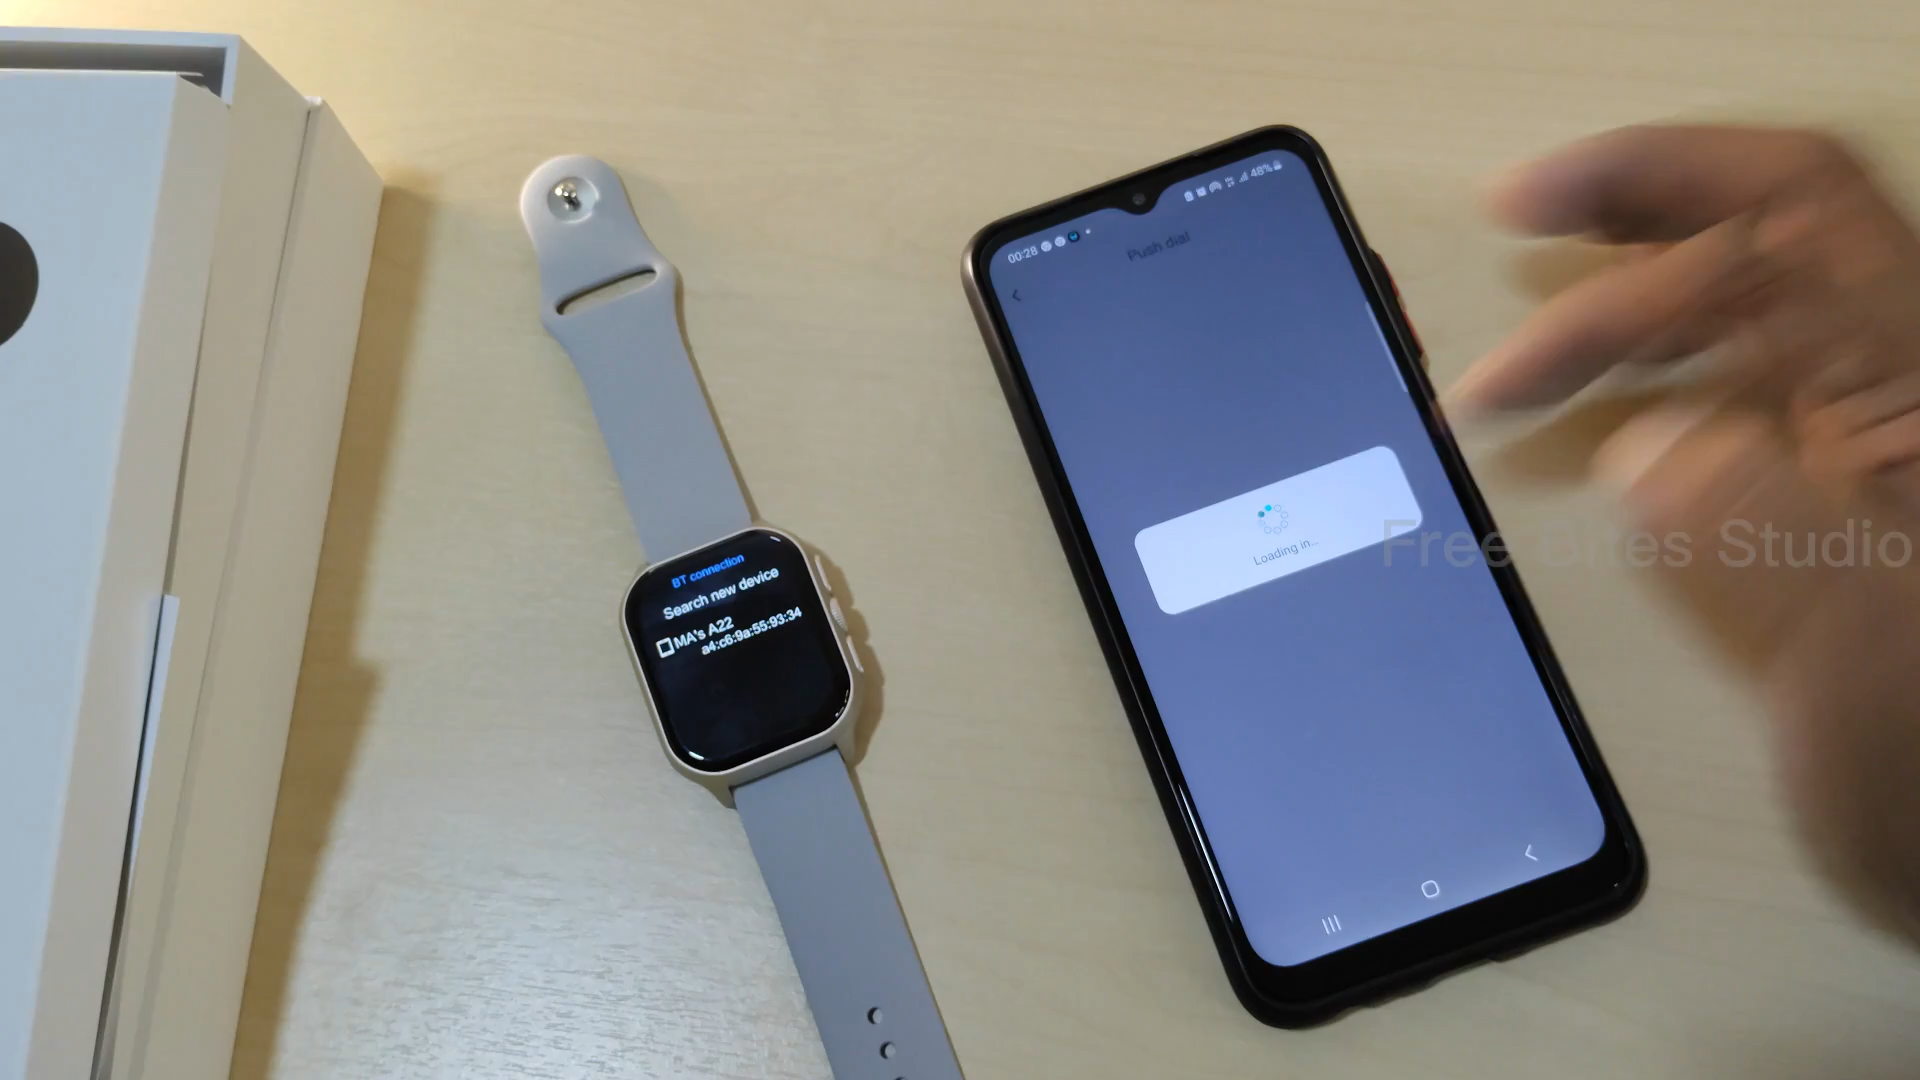 BT connection
Search new device
MA's A22
a4:c6:9a:55:93:34
00:28
48%
Push dial
Loading in...
Free Bites Studio